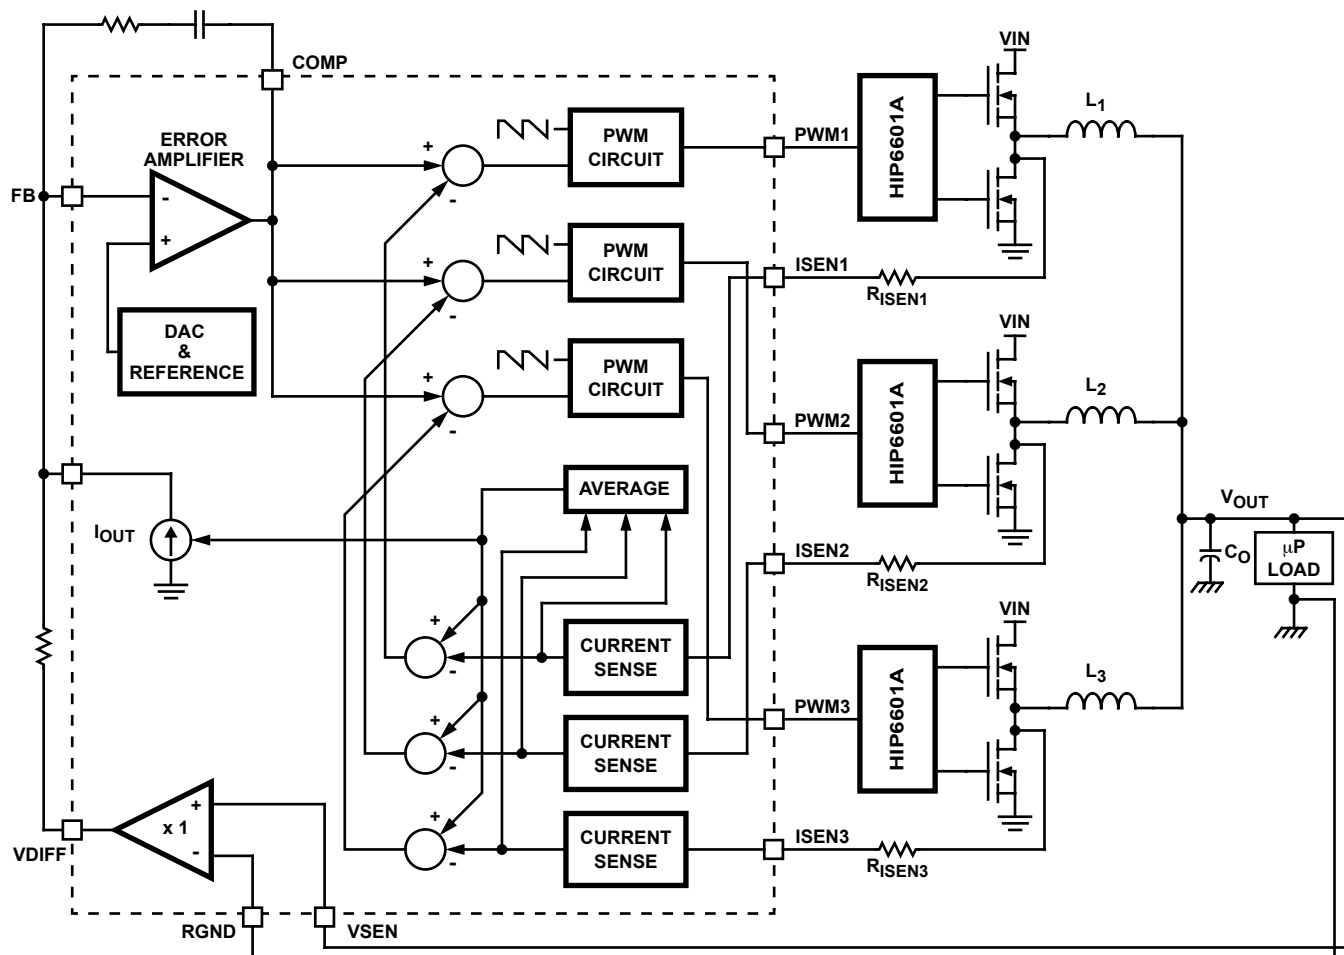 COMP
VIN
ERROR
AMPLIFIER
FB
-
+
DAC
&
REFERENCE
+
-
PWM
CIRCUIT
PWM1
HIP6601A
L1
+
-
PWM
CIRCUIT
ISEN1
RISEN1
+
-
PWM
CIRCUIT
VIN
PWM2
HIP6601A
L2
IOUT
AVERAGE
ISEN2
RISEN2
VOUT
CO
µP
LOAD
+
-
CURRENT
SENSE
VIN
PWM3
HIP6601A
L3
+
-
CURRENT
SENSE
+
-
CURRENT
SENSE
ISEN3
RISEN3
+
x 1
-
VDIFF
RGND
VSEN